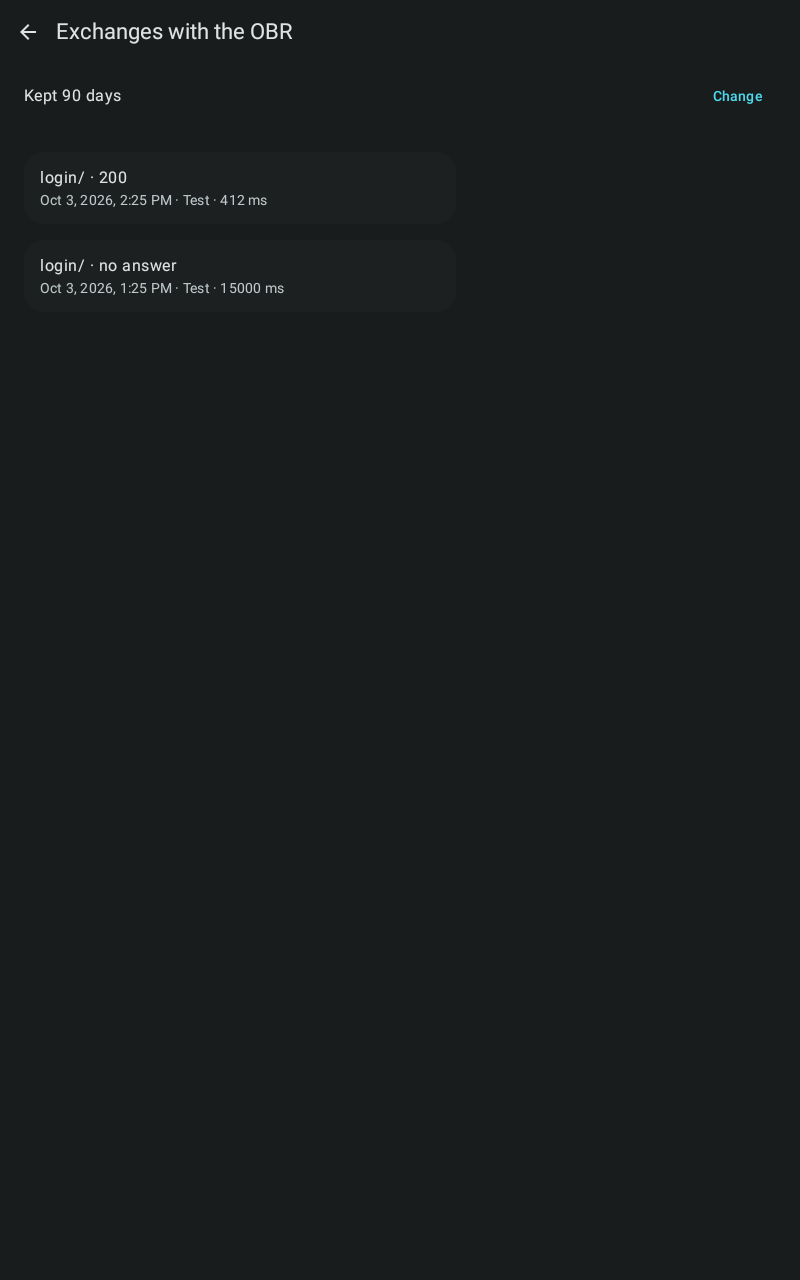 Exchanges with the OBR
Kept 90 days
Change
login/ · 200
Oct 3, 2026, 2:25 PM · Test · 412 ms
login/ · no answer
Oct 3, 2026, 1:25 PM · Test · 15000 ms